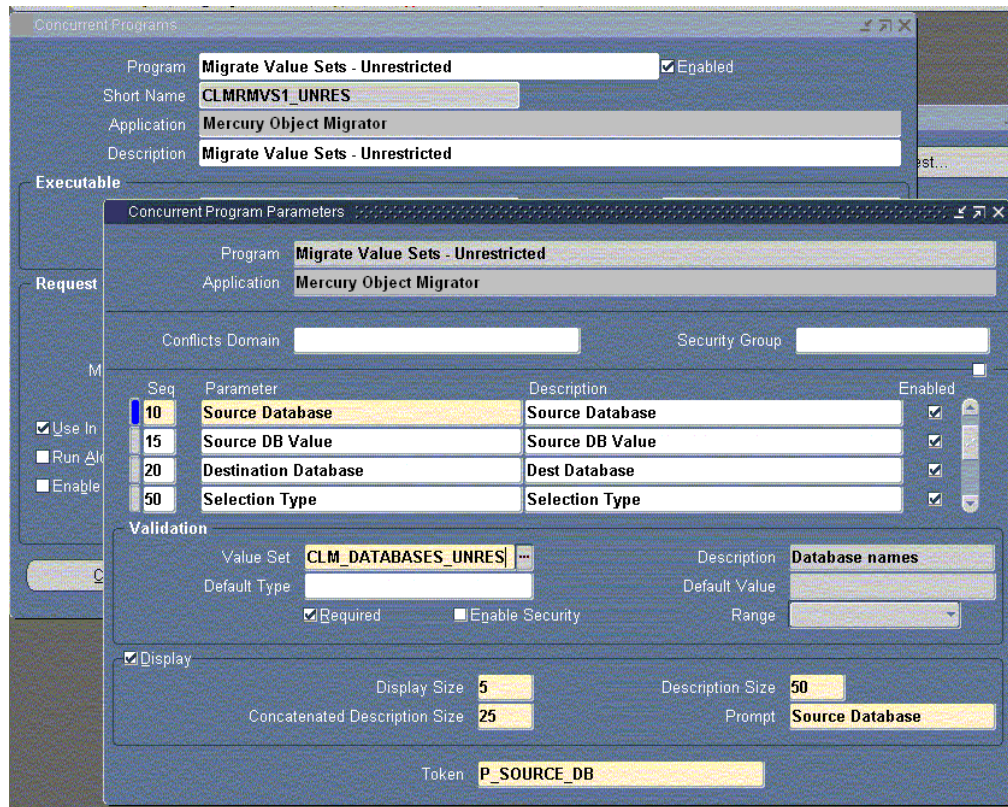 Concurrent Programs
Program Migrate Value Sets - Unrestricted Enabled
Short Name CLMRMVS1_UNRES
Application Mercury Object Migrator
Description Migrate Value Sets - Unrestricted
est...
Executable
Concurrent Program Parameters
Program Migrate Value Sets - Unrestricted
Application Mercury Object Migrator
Request
Conflicts Domain Security Group
M
Seq Parameter Description Enabled
10 Source Database Source Database
15 Source DB Value Source DB Value
20 Destination Database Dest Database
50 Selection Type Selection Type
Use In
Run Alo
Enable
Validation
Value Set CLM_DATABASES_UNRES ... Description Database names
Default Type Default Value
Required Enable Security Range
C
Display
Display Size 5 Description Size 50
Concatenated Description Size 25 Prompt Source Database
Token P_SOURCE_DB